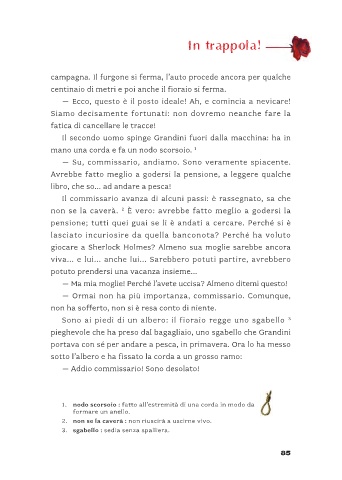 In trappola!
campagna. Il furgone si ferma, l'auto procede ancora per qualche
centinaio di metri e poi anche il fioraio si ferma.
— Ecco, questo è il posto ideale! Ah, e comincia a nevicare!
Siamo decisamente fortunati: non dovremo neanche fare la
fatica di cancellare le tracce!
Il secondo uomo spinge Grandini fuori dalla macchina: ha in
mano una corda e fa un nodo scorsoio. 1
— Su, commissario, andiamo. Sono veramente spiacente.
Avrebbe fatto meglio a godersi la pensione, a leggere qualche
libro, che so... ad andare a pesca!
Il commissario avanza di alcuni passi: è rassegnato, sa che
non se la caverà. 2 È vero: avrebbe fatto meglio a godersi la
pensione; tutti quei guai se li è andati a cercare. Perché si è
lasciato incuriosire da quella banconota? Perché ha voluto
giocare a Sherlock Holmes? Almeno sua moglie sarebbe ancora
viva... e lui... anche lui... Sarebbero potuti partire, avrebbero
potuto prendersi una vacanza insieme...
— Ma mia moglie! Perché l'avete uccisa? Almeno ditemi questo!
— Ormai non ha più importanza, commissario. Comunque,
non ha sofferto, non si è resa conto di niente.
Sono ai piedi di un albero: il fioraio regge uno sgabello 3
pieghevole che ha preso dal bagagliaio, uno sgabello che Grandini
portava con sé per andare a pesca, in primavera. Ora lo ha messo
sotto l'albero e ha fissato la corda a un grosso ramo:
— Addio commissario! Sono desolato!
1. nodo scorsoio : fatto all'estremità di una corda in modo da
formare un anello.
2. non se la caverà : non riuscirà a uscirne vivo.
3. sgabello : sedia senza spalliera.
85